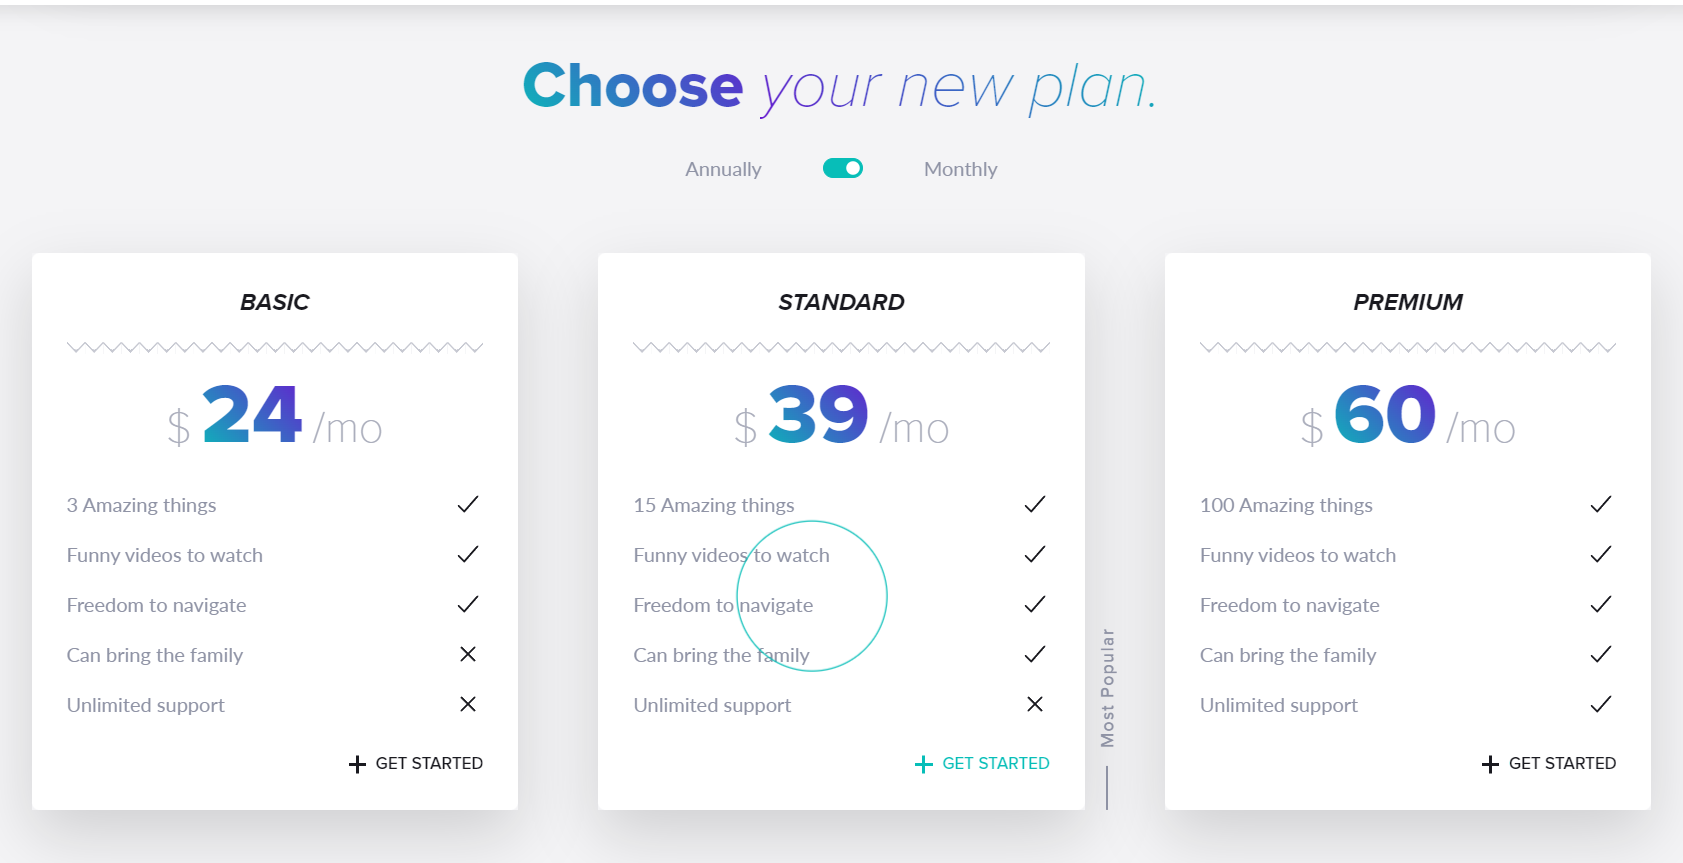 Choose your new plan.
Annually Monthly
BASIC
$ 24 /mo
3 Amazing things
Funny videos to watch
Freedom to navigate
Can bring the family
Unlimited support
GET STARTED
STANDARD
$ 39 /mo
15 Amazing things
Funny videos to watch
Freedom to navigate
Can bring the family
Unlimited support
GET STARTED
Most Popular
PREMIUM
$ 60 /mo
100 Amazing things
Funny videos to watch
Freedom to navigate
Can bring the family
Unlimited support
GET STARTED